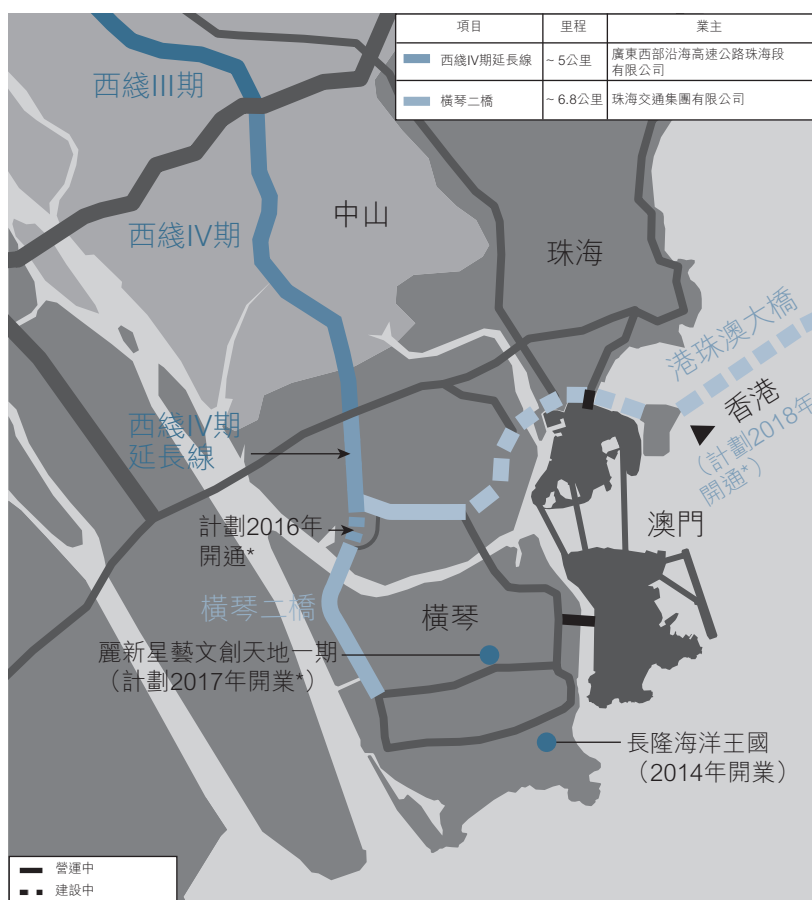 項目 里程 業主
西綫IV期延長線 ~ 5公里 廣東西部沿海高速公路珠海段
有限公司
橫琴二橋 ~ 6.8公里 珠海交通集團有限公司
西綫III期
中山
西綫IV期
珠海
港珠澳大橋
香港
(計劃2018年
開通*)
西綫IV期
延長線
計劃2016年
開通*
澳門
橫琴二橋
橫琴
麗新星藝文創天地一期
(計劃2017年開業*)
長隆海洋王國
(2014年開業)
營運中
建設中